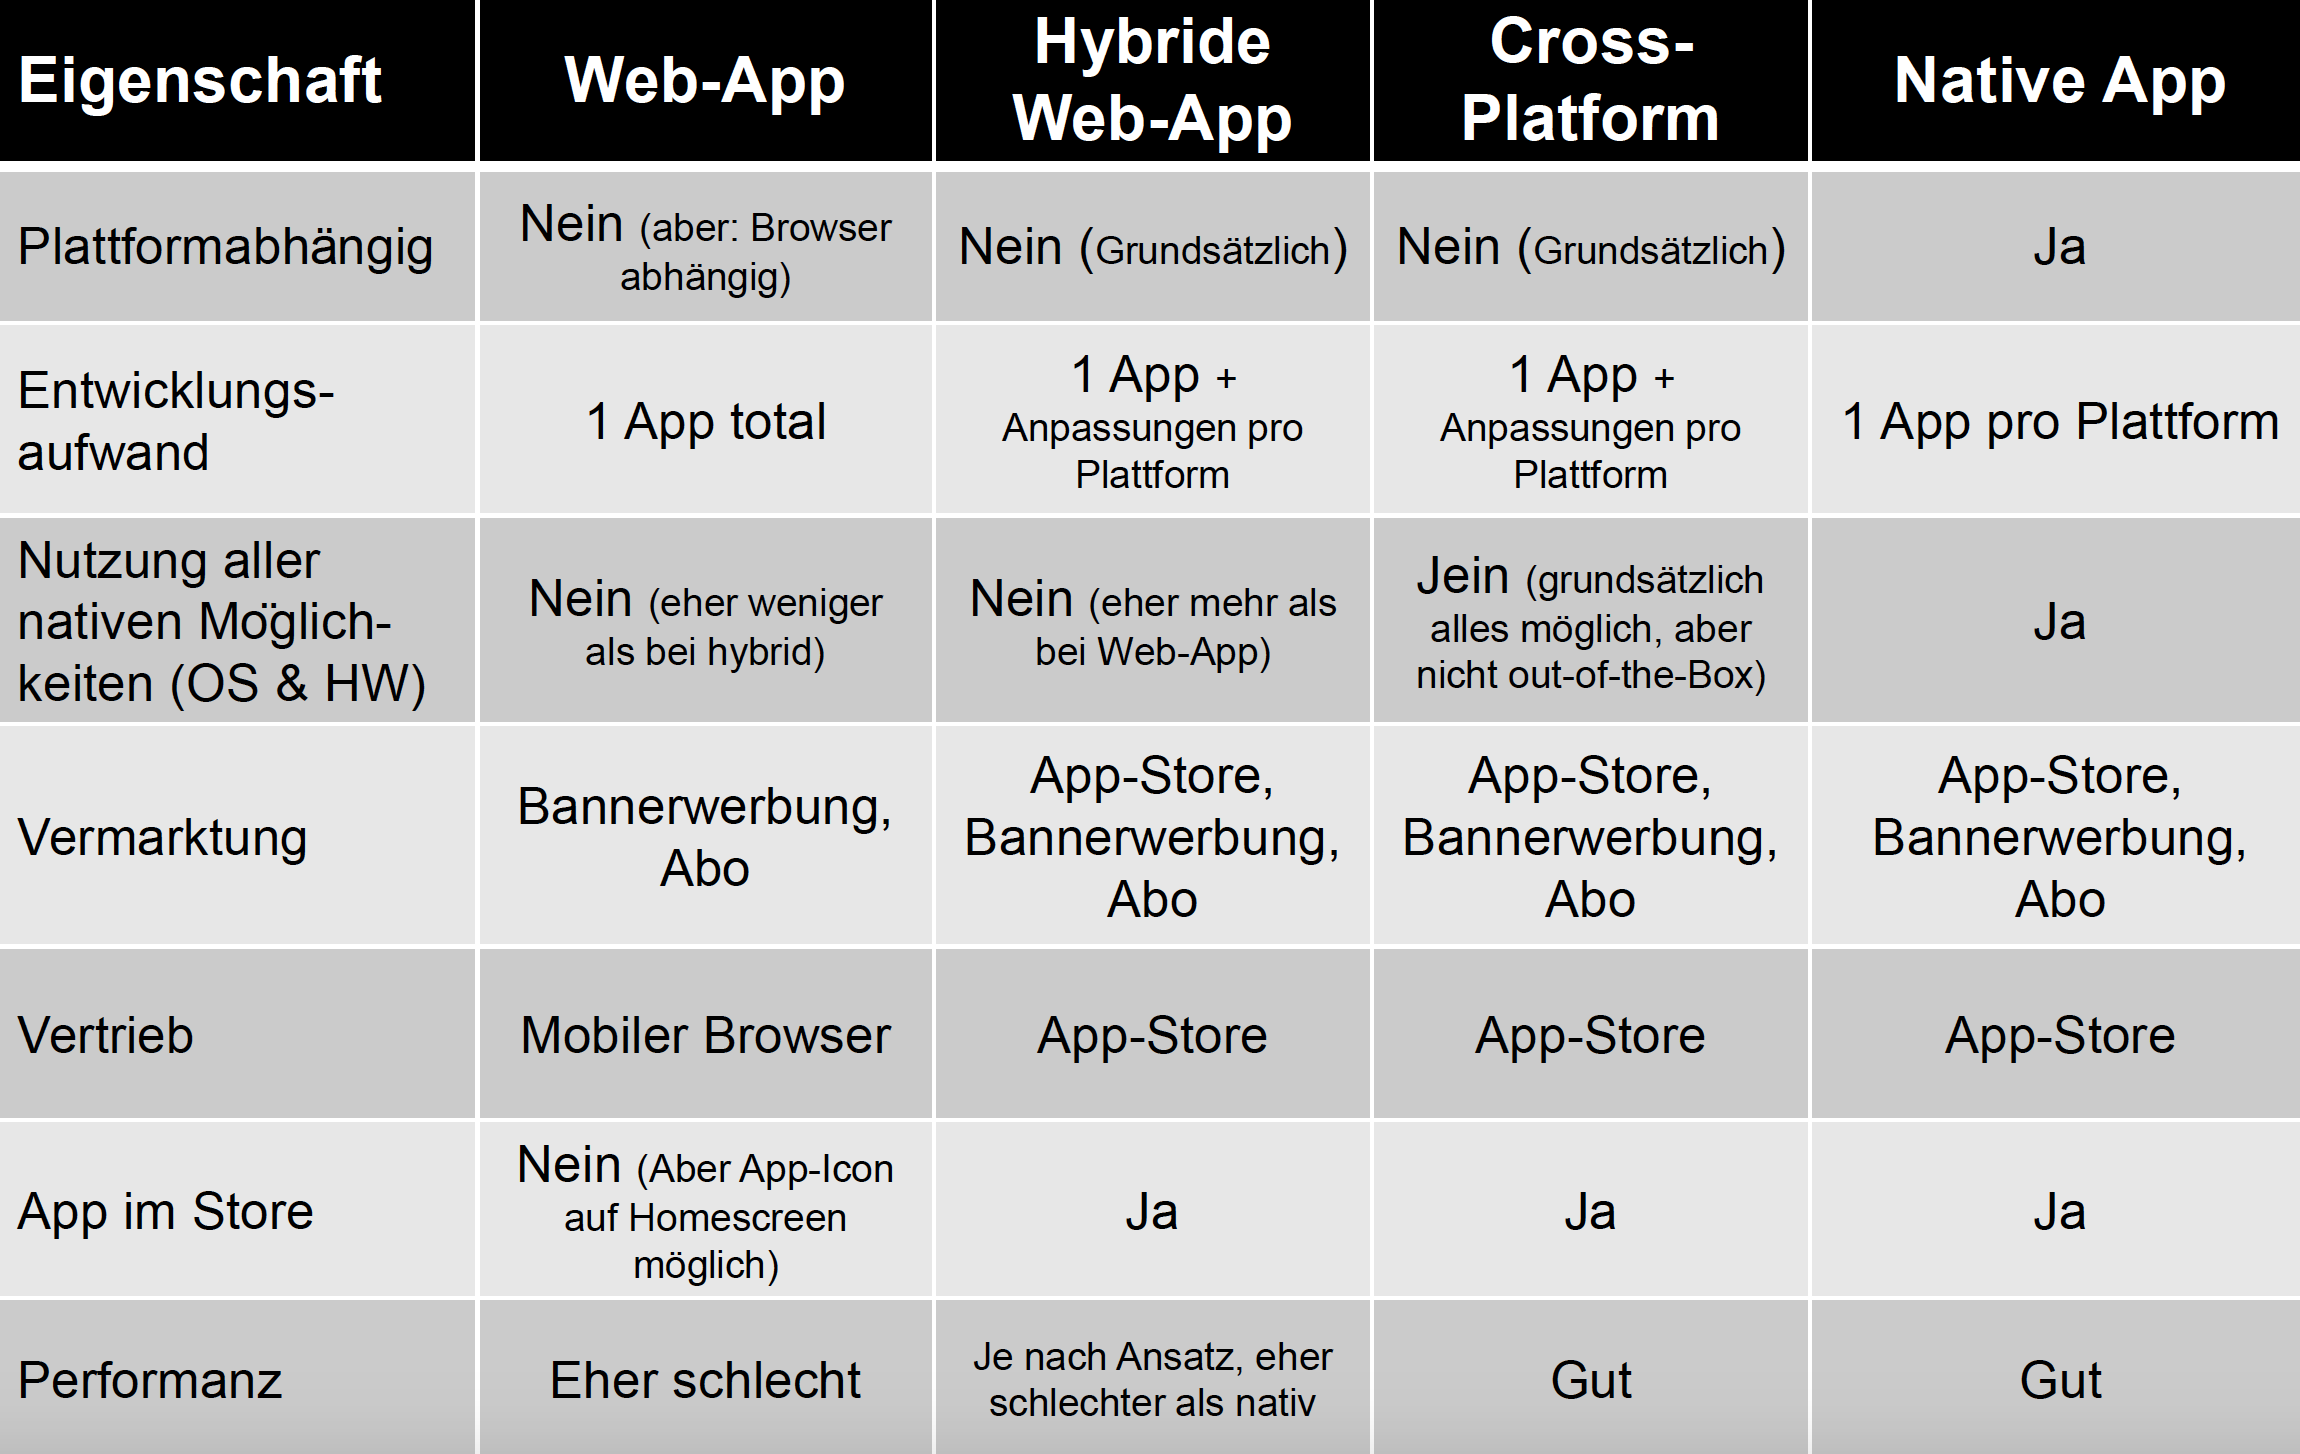 Eigenschaft
Web-App
Hybride
Web-App
Cross-
Platform
Native App
Plattformabhängig
Nein (aber: Browser
abhängig)
Nein (Grundsätzlich)
Nein (Grundsätzlich)
Ja
Entwicklungs-
aufwand
1 App total
1 App +
Anpassungen pro
Plattform
1 App +
Anpassungen pro
Plattform
1 App pro Plattform
Nutzung aller
nativen Möglich-
keiten (OS & HW)
Nein (eher weniger
als bei hybrid)
Nein (eher mehr als
bei Web-App)
Jein (grundsätzlich
alles möglich, aber
nicht out-of-the-Box)
Ja
Vermarktung
Bannerwerbung,
Abo
App-Store,
Bannerwerbung,
Abo
App-Store,
Bannerwerbung,
Abo
App-Store,
Bannerwerbung,
Abo
Vertrieb
Mobiler Browser
App-Store
App-Store
App-Store
App im Store
Nein (Aber App-Icon
auf Homescreen
möglich)
Ja
Ja
Ja
Performanz
Eher schlecht
Je nach Ansatz, eher
schlechter als nativ
Gut
Gut